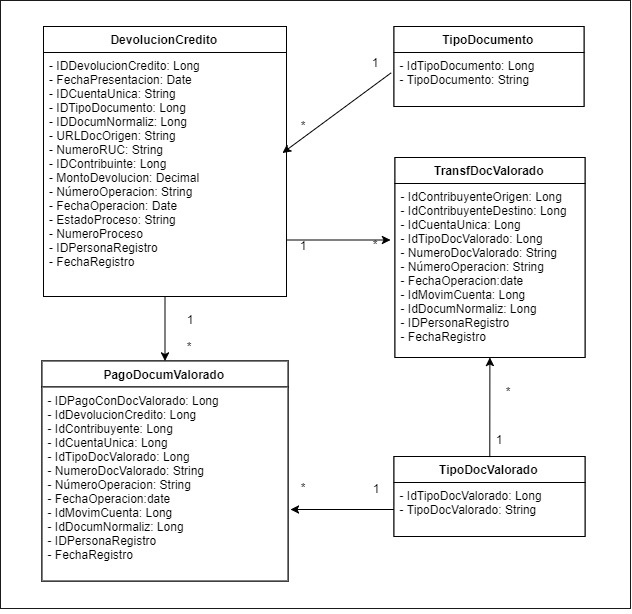 DevolucionCredito
- IDDevolucionCredito: Long
- FechaPresentacion: Date
- IDCuentaUnica: String
- IDTipoDocumento: Long
- IDDocumNormaliz: Long
- URLDocOrigen: String
- NumeroRUC: String
- IDContribuinte: Long
- MontoDevolucion: Decimal
- NúmeroOperacion: String
- FechaOperacion: Date
- EstadoProceso: String
- NumeroProceso
- IDPersonaRegistro
- FechaRegistro
TipoDocumento
- IdTipoDocumento: Long
- TipoDocumento: String
1
*
TransfDocValorado
- IdContribuyenteOrigen: Long
- IdContribuyenteDestino: Long
- IdCuentaUnica: Long
- IdTipoDocValorado: Long
- NumeroDocValorado: String
- NúmeroOperacion: String
- FechaOperacion:date
- IdMovimCuenta: Long
- IdDocumNormaliz: Long
- IDPersonaRegistro
- FechaRegistro
1
*
1
*
PagoDocumValorado
- IDPagoConDocValorado: Long
- IdDevolucionCredito: Long
- IdContribuyente: Long
- IdCuentaUnica: Long
- IdTipoDocValorado: Long
- NumeroDocValorado: String
- NúmeroOperacion: String
- FechaOperacion:date
- IdMovimCuenta: Long
- IdDocumNormaliz: Long
- IDPersonaRegistro
- FechaRegistro
*
1
*
1
TipoDocValorado
- IdTipoDocValorado: Long
- TipoDocValorado: String